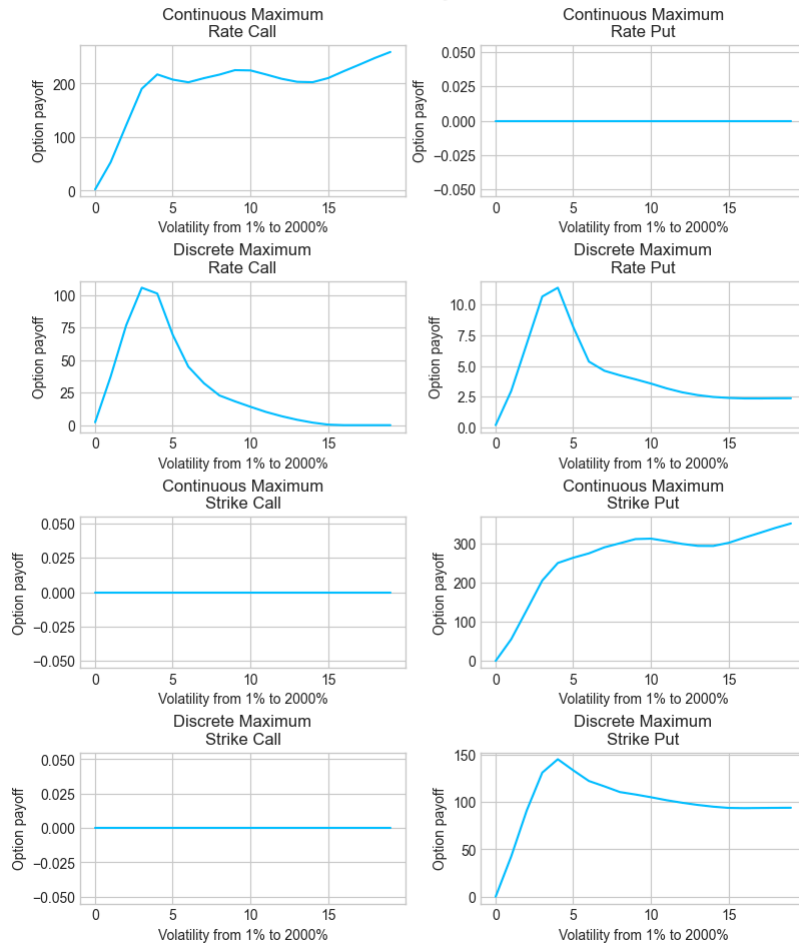 Continuous Maximum
Rate Call
Option payoff
200
100
0
0 5 10 15
Volatility from 1% to 2000%
Continuous Maximum
Rate Put
Option payoff
0.050
0.025
0.000
−0.025
−0.050
0 5 10 15
Volatility from 1% to 2000%
Discrete Maximum
Rate Call
Option payoff
100
75
50
25
0
0 5 10 15
Volatility from 1% to 2000%
Discrete Maximum
Rate Put
Option payoff
10.0
7.5
5.0
2.5
0.0
0 5 10 15
Volatility from 1% to 2000%
Continuous Maximum
Strike Call
Option payoff
0.050
0.025
0.000
−0.025
−0.050
0 5 10 15
Volatility from 1% to 2000%
Continuous Maximum
Strike Put
Option payoff
300
200
100
0
0 5 10 15
Volatility from 1% to 2000%
Discrete Maximum
Strike Call
Option payoff
0.050
0.025
0.000
−0.025
−0.050
0 5 10 15
Volatility from 1% to 2000%
Discrete Maximum
Strike Put
Option payoff
150
100
50
0
0 5 10 15
Volatility from 1% to 2000%